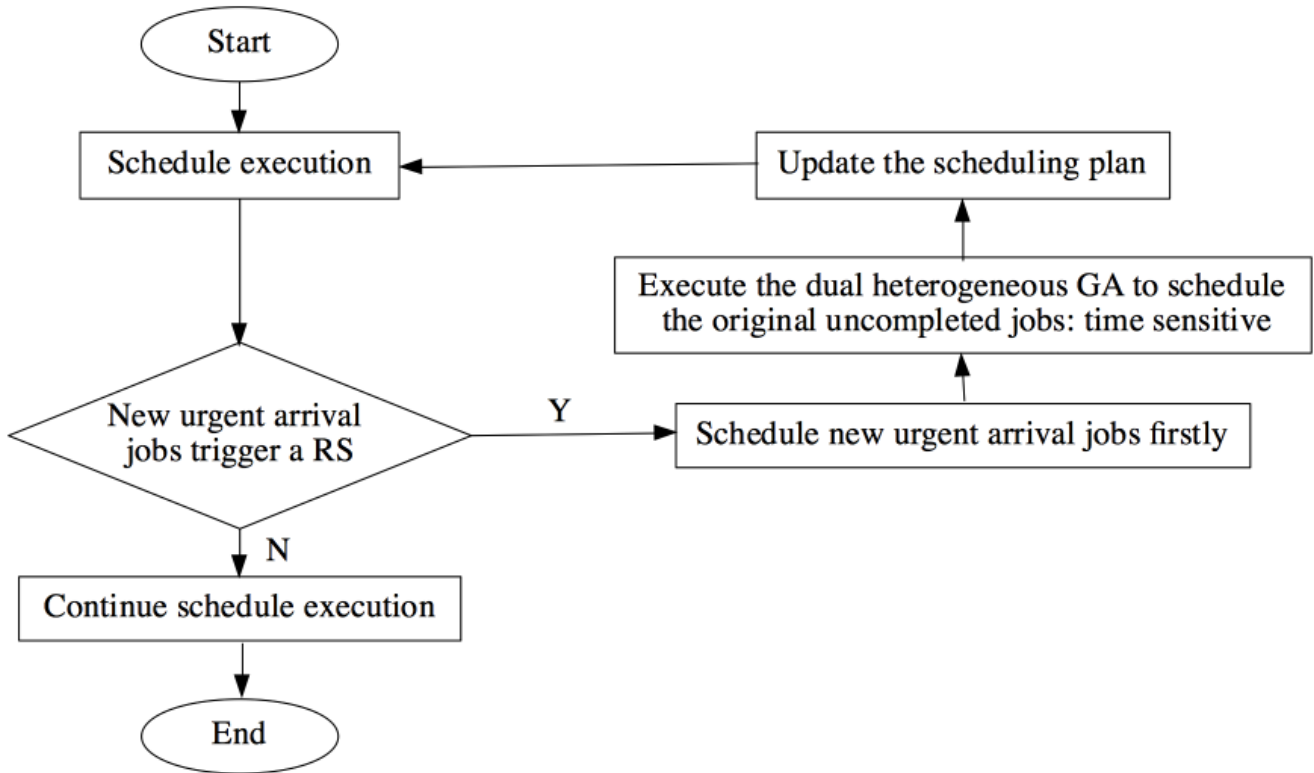 Start
Schedule execution
Update the scheduling plan
Execute the dual heterogeneous GA to schedule
the original uncompleted jobs: time sensitive
New urgent arrival
jobs trigger a RS
Y
Schedule new urgent arrival jobs firstly
N
Continue schedule execution
End